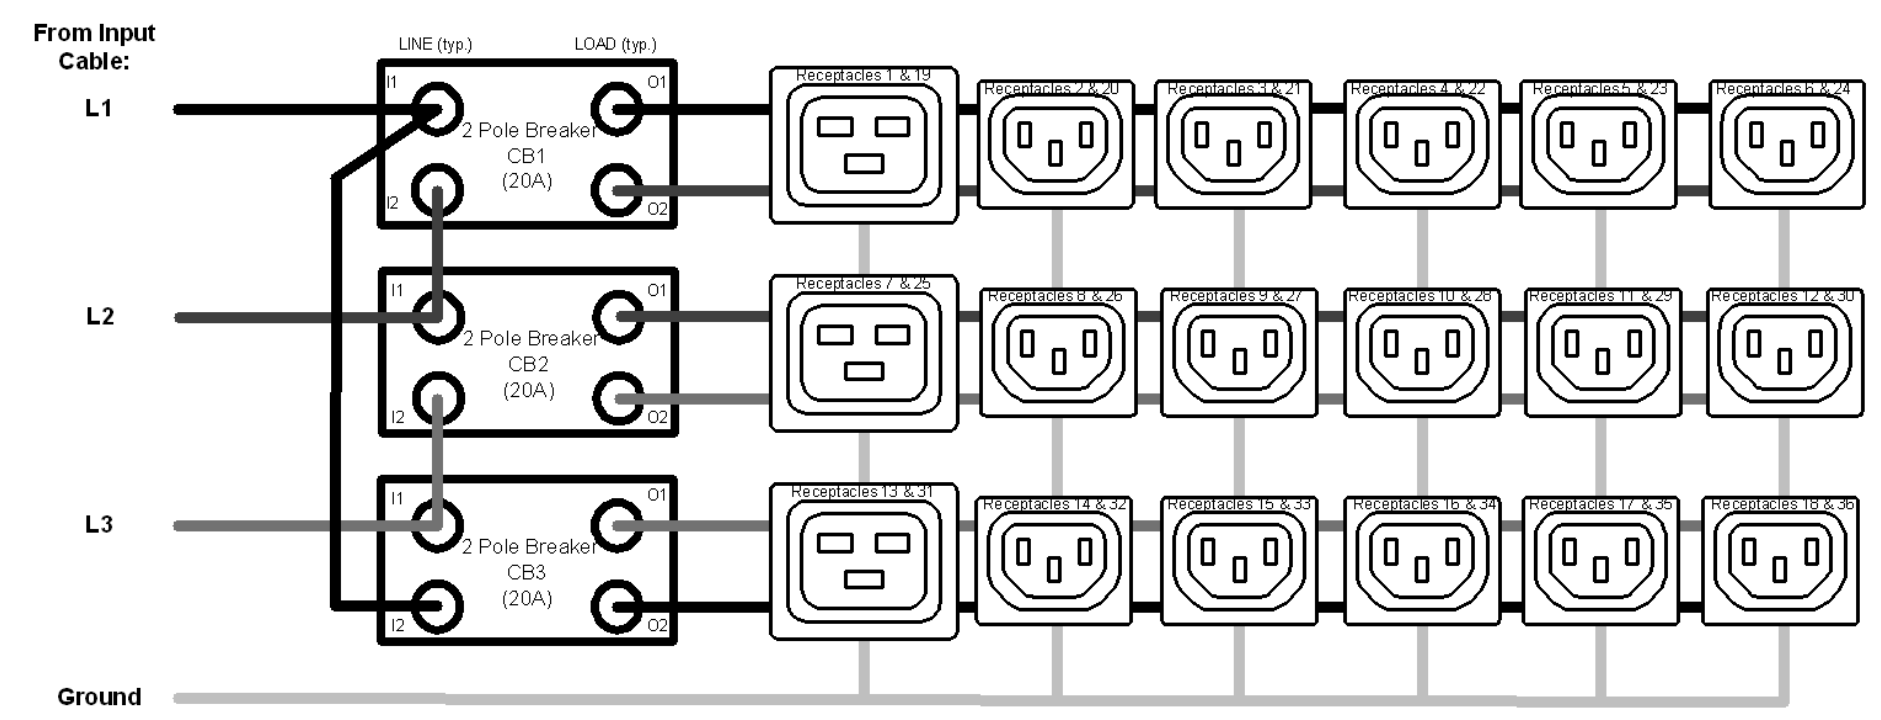 From Input
Cable:
LINE (typ.)
LOAD (typ.)
L1
I1
O1
2 Pole Breaker
CB1
(20A)
I2
O2
Receptacles 1 & 19
Receptacles 2 & 20
Receptacles 3 & 21
Receptacles 4 & 22
Receptacles 5 & 23
Receptacles 6 & 24
L2
I1
O1
2 Pole Breaker
CB2
(20A)
I2
O2
Receptacles 7 & 25
Receptacles 8 & 26
Receptacles 9 & 27
Receptacles 10 & 28
Receptacles 11 & 29
Receptacles 12 & 30
L3
I1
O1
2 Pole Breaker
CB3
(20A)
I2
O2
Receptacles 13 & 31
Receptacles 14 & 32
Receptacles 15 & 33
Receptacles 16 & 34
Receptacles 17 & 35
Receptacles 18 & 36
Ground